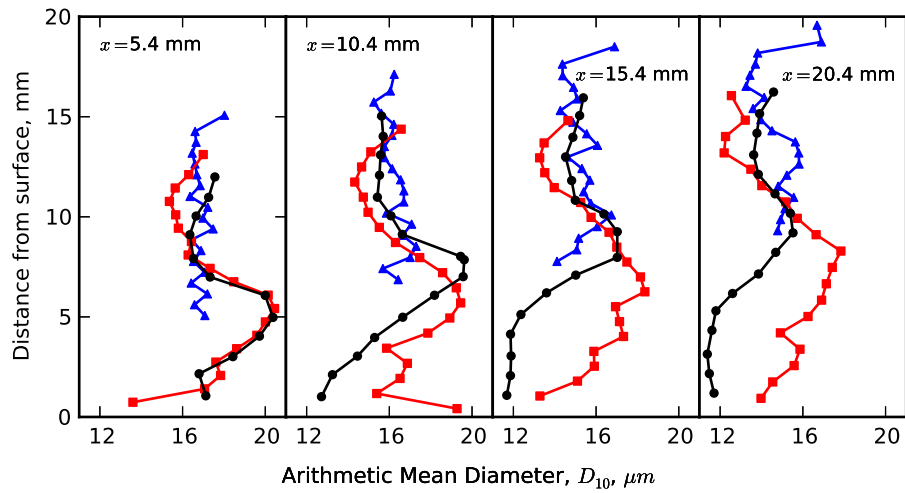 20
15
10
5
0
Distance from surface, mm
x=5.4 mm
x=10.4 mm
x=15.4 mm
x=20.4 mm
12 16 20 12 16 20 12 16 20 12 16 20
Arithmetic Mean Diameter, D₁₀, μm